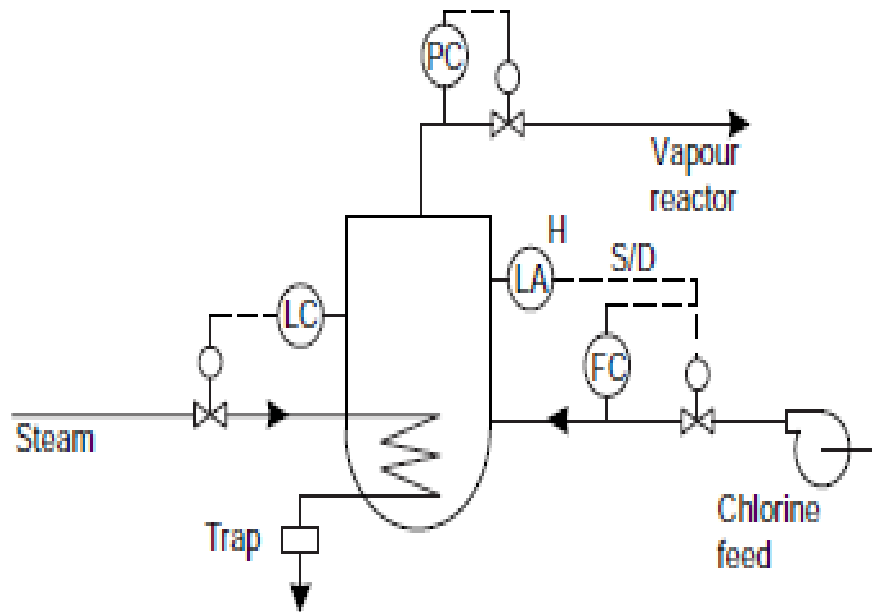 PC
Vapour
reactor
H
LA
S/D
LC
FC
Steam
Chlorine
feed
Trap